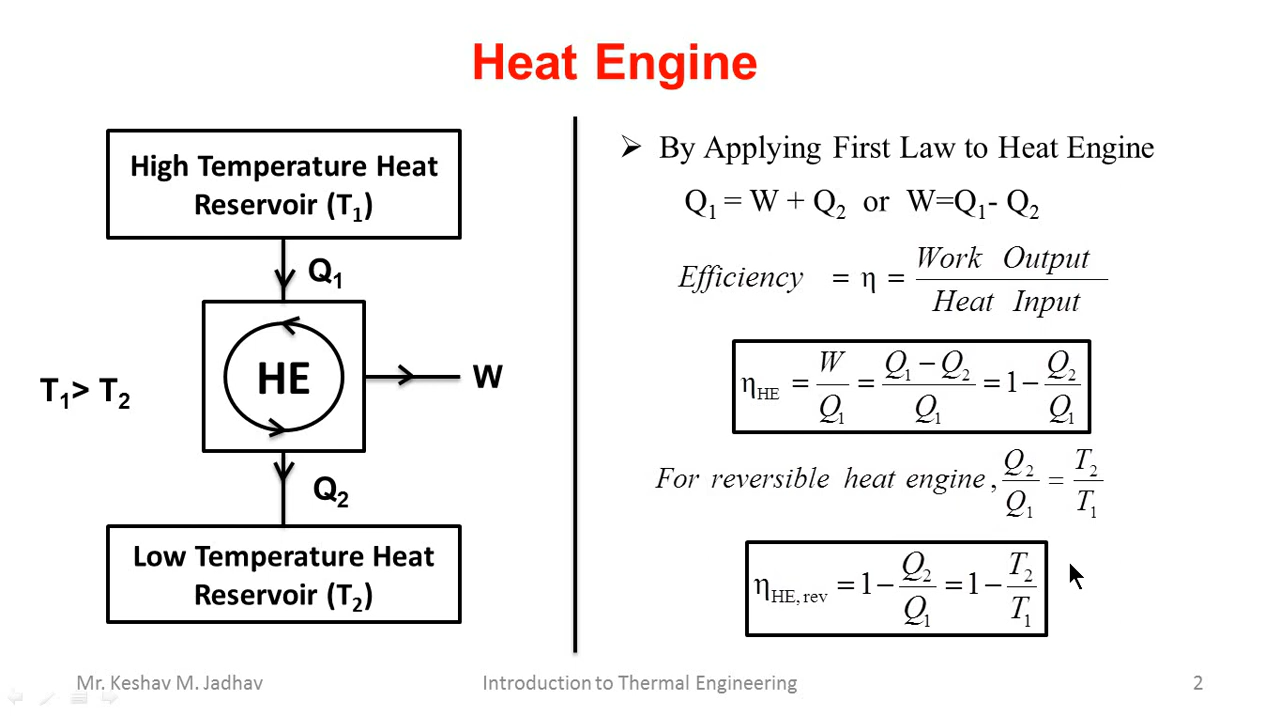 Heat Engine
High Temperature Heat
Reservoir (T₁)
Q₁
HE
W
T₁> T₂
Q₂
Low Temperature Heat
Reservoir (T₂)
➢ By Applying First Law to Heat Engine
Q₁ = W + Q₂ or W=Q₁- Q₂
Efficiency = η = Work Output / Heat Input
η_HE = W/Q₁ = (Q₁ − Q₂)/Q₁ = 1 − Q₂/Q₁
For reversible heat engine, Q₂/Q₁ = T₂/T₁
η_HE, rev = 1 − Q₂/Q₁ = 1 − T₂/T₁
Mr. Keshav M. Jadhav
Introduction to Thermal Engineering
2